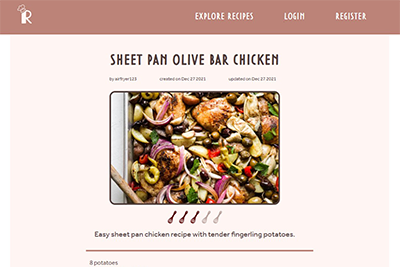 R
EXPLORE RECIPES LOGIN REGISTER
SHEET PAN OLIVE BAR CHICKEN
by airfryer123 created on Dec 27 2021 updated on Dec 27 2021
Easy sheet pan chicken recipe with tender fingerling potatoes.
8 potatoes